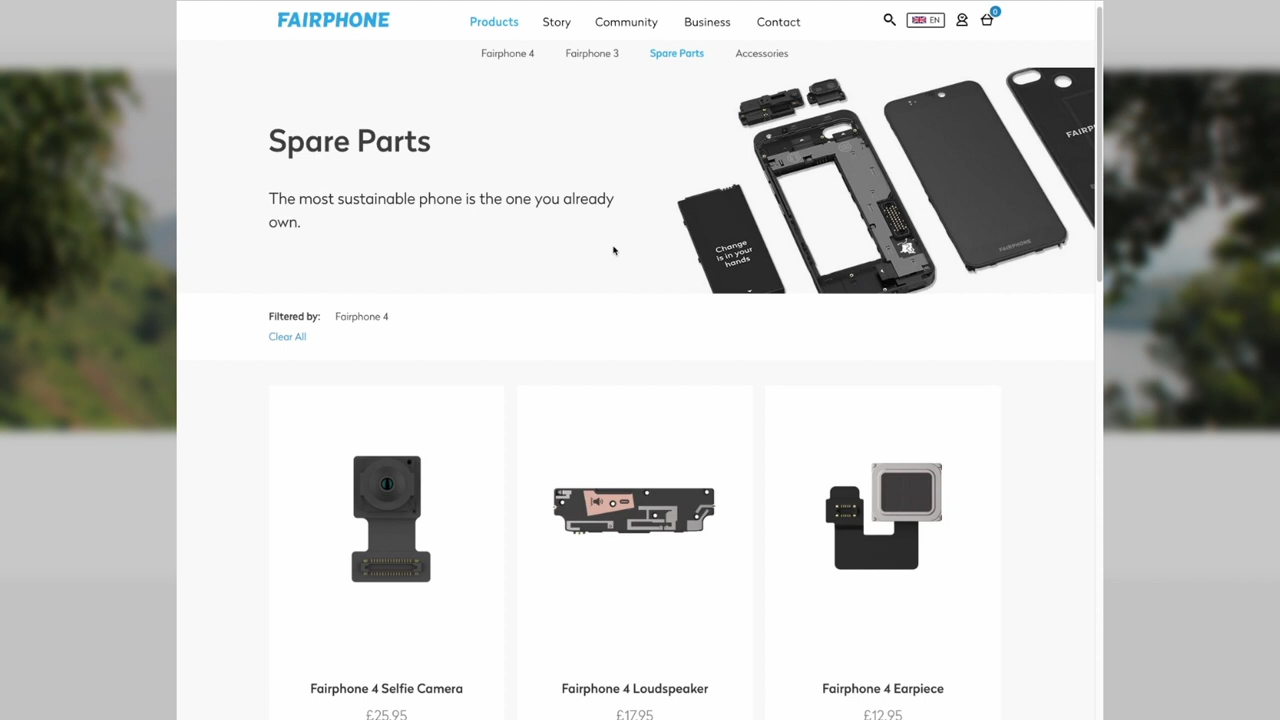 FAIRPHONE
Products Story Community Business Contact
EN
0
Fairphone 4 Fairphone 3 Spare Parts Accessories
Spare Parts
The most sustainable phone is the one you already
own.
Change
is in your
hands
FAIRPHONE
FAIRP
Filtered by: Fairphone 4
Clear All
Fairphone 4 Selfie Camera
£25.95
Fairphone 4 Loudspeaker
£17.95
Fairphone 4 Earpiece
£12.95